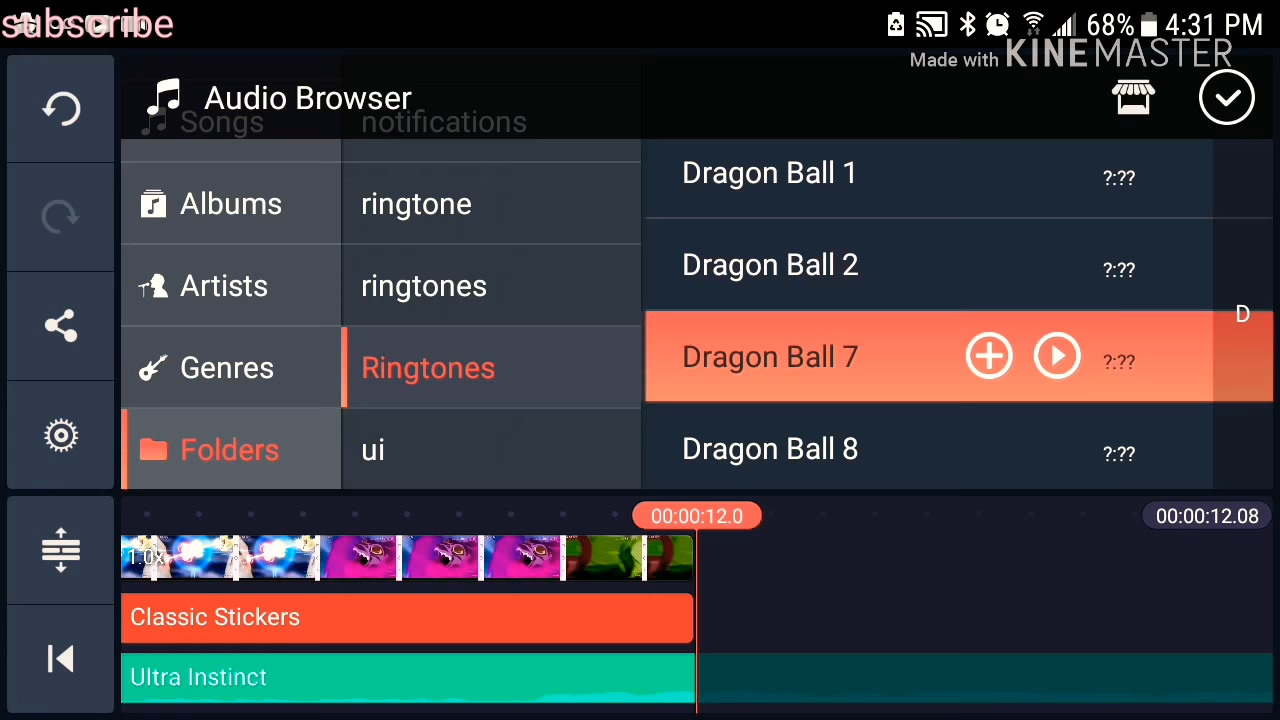 subscribe
68% 4:31 PM
Made with KINEMASTER
Audio Browser
Songs
notifications
Albums
ringtone
Artists
ringtones
Genres
Ringtones
Folders
ui
Dragon Ball 1 ?:??
Dragon Ball 2 ?:??
Dragon Ball 7 ?:??
Dragon Ball 8 ?:??
D
00:00:12.0
00:00:12.08
1.0x
Classic Stickers
Ultra Instinct